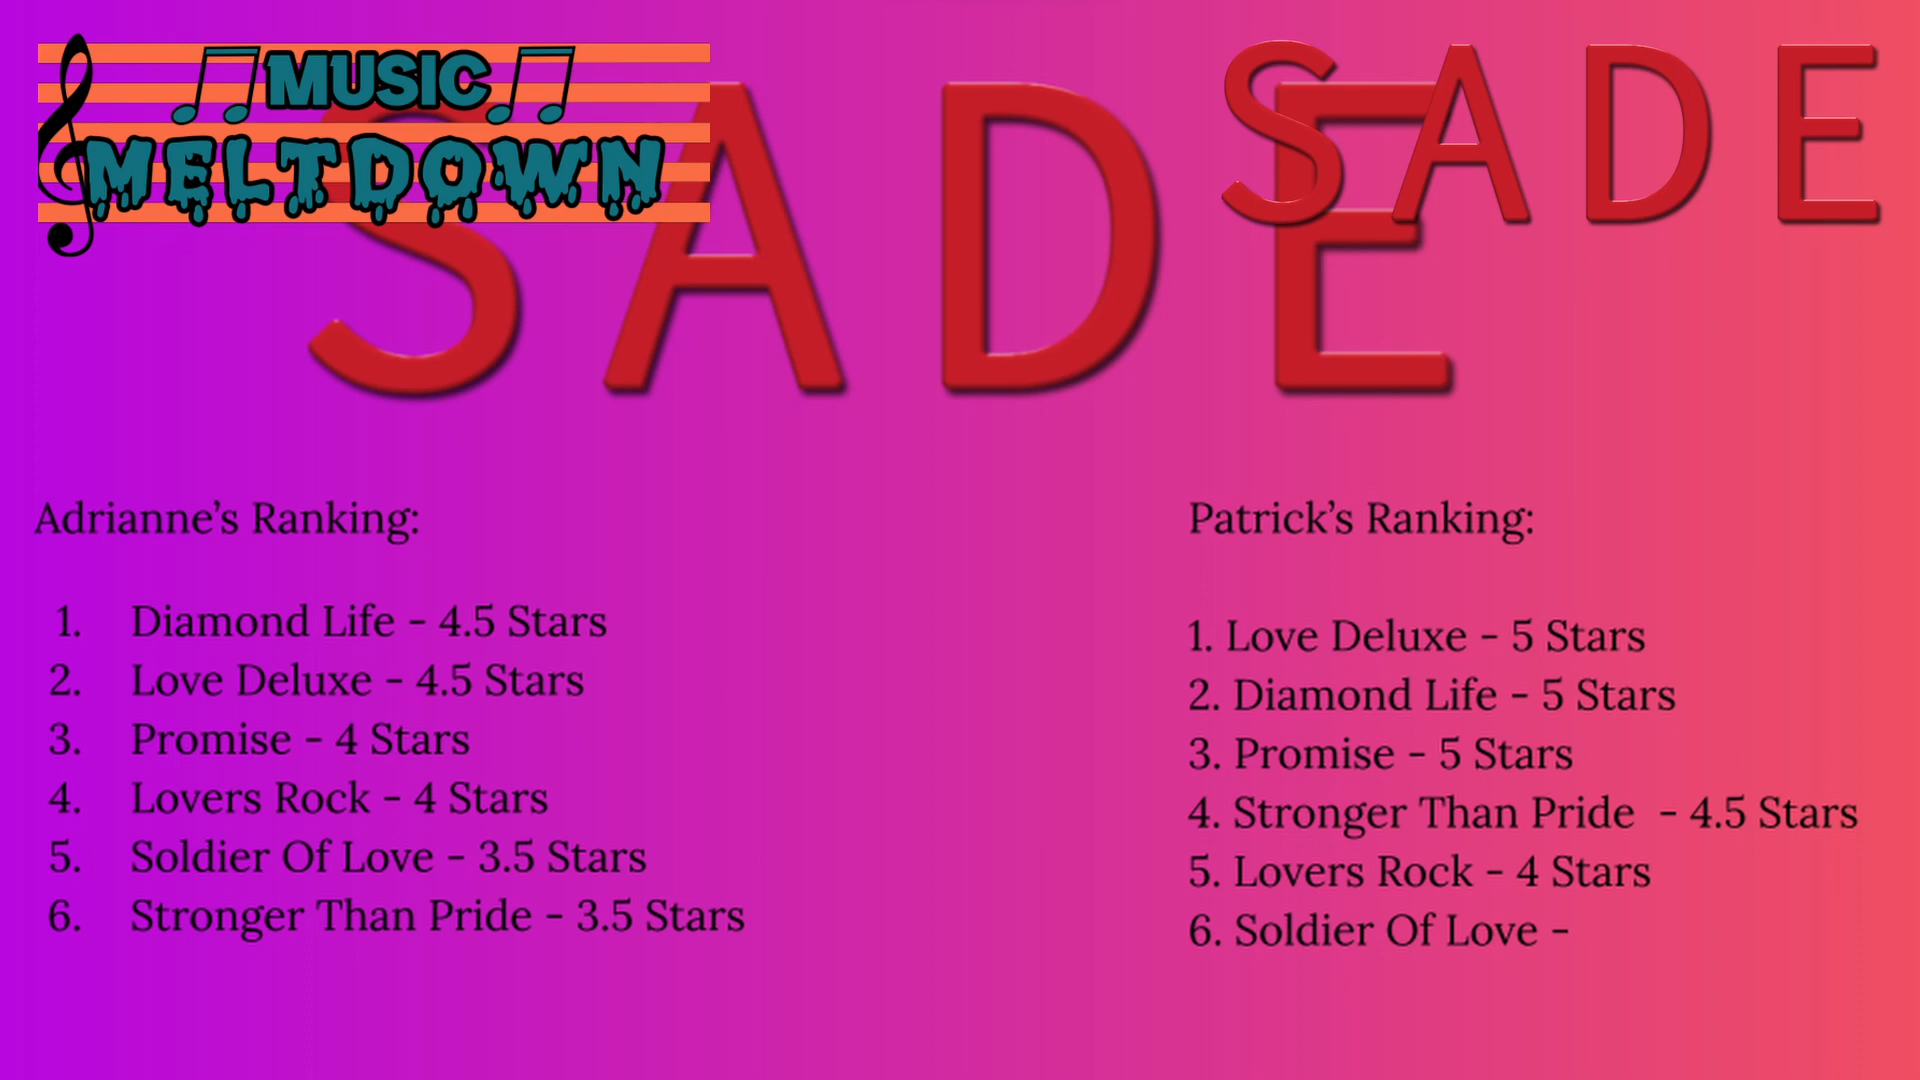 MUSIC
MELTDOWN
SADE
SADE
Adrianne’s Ranking:
1. Diamond Life - 4.5 Stars
2. Love Deluxe - 4.5 Stars
3. Promise - 4 Stars
4. Lovers Rock - 4 Stars
5. Soldier Of Love - 3.5 Stars
6. Stronger Than Pride - 3.5 Stars
Patrick’s Ranking:
1. Love Deluxe - 5 Stars
2. Diamond Life - 5 Stars
3. Promise - 5 Stars
4. Stronger Than Pride - 4.5 Stars
5. Lovers Rock - 4 Stars
6. Soldier Of Love -